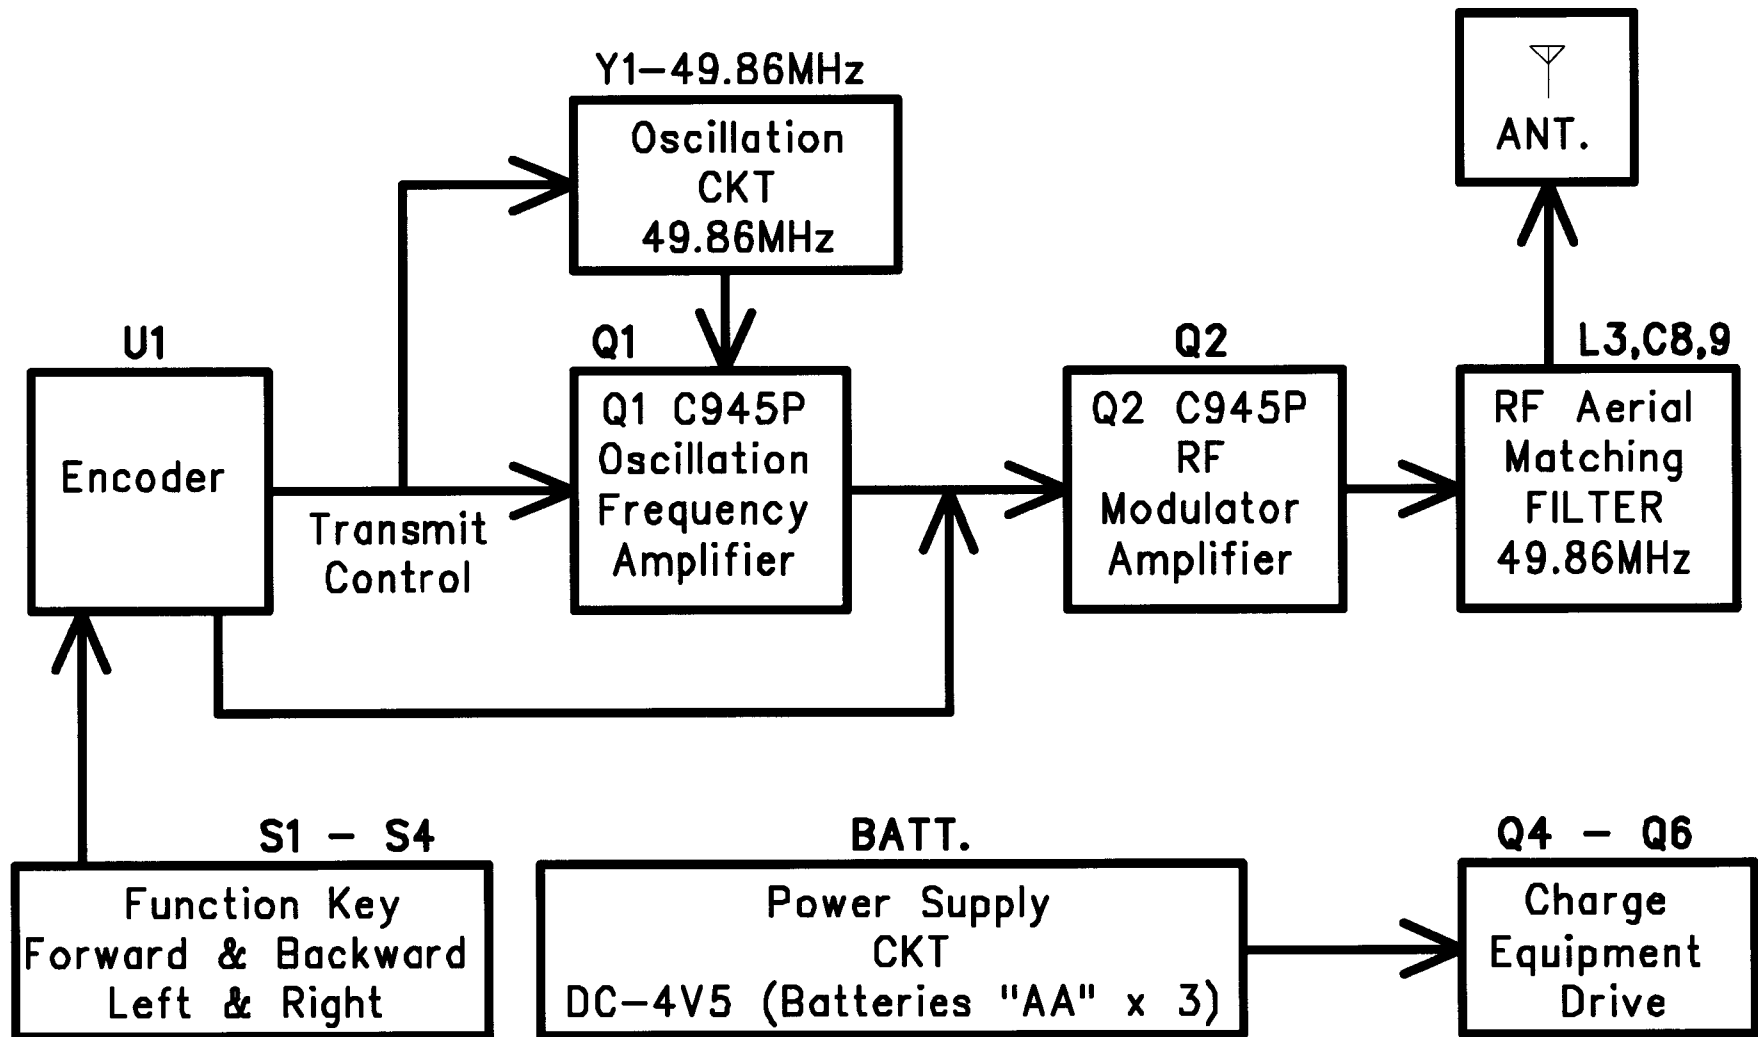 Y1-49.86MHz
Oscillation
CKT
49.86MHz
ANT.
U1
Encoder
Transmit
Control
Q1
Q1 C945P
Oscillation
Frequency
Amplifier
Q2
Q2 C945P
RF
Modulator
Amplifier
L3,C8,9
RF Aerial
Matching
FILTER
49.86MHz
S1 - S4
Function Key
Forward & Backward
Left & Right
BATT.
Power Supply
CKT
DC-4V5 (Batteries "AA" x 3)
Q4 - Q6
Charge
Equipment
Drive